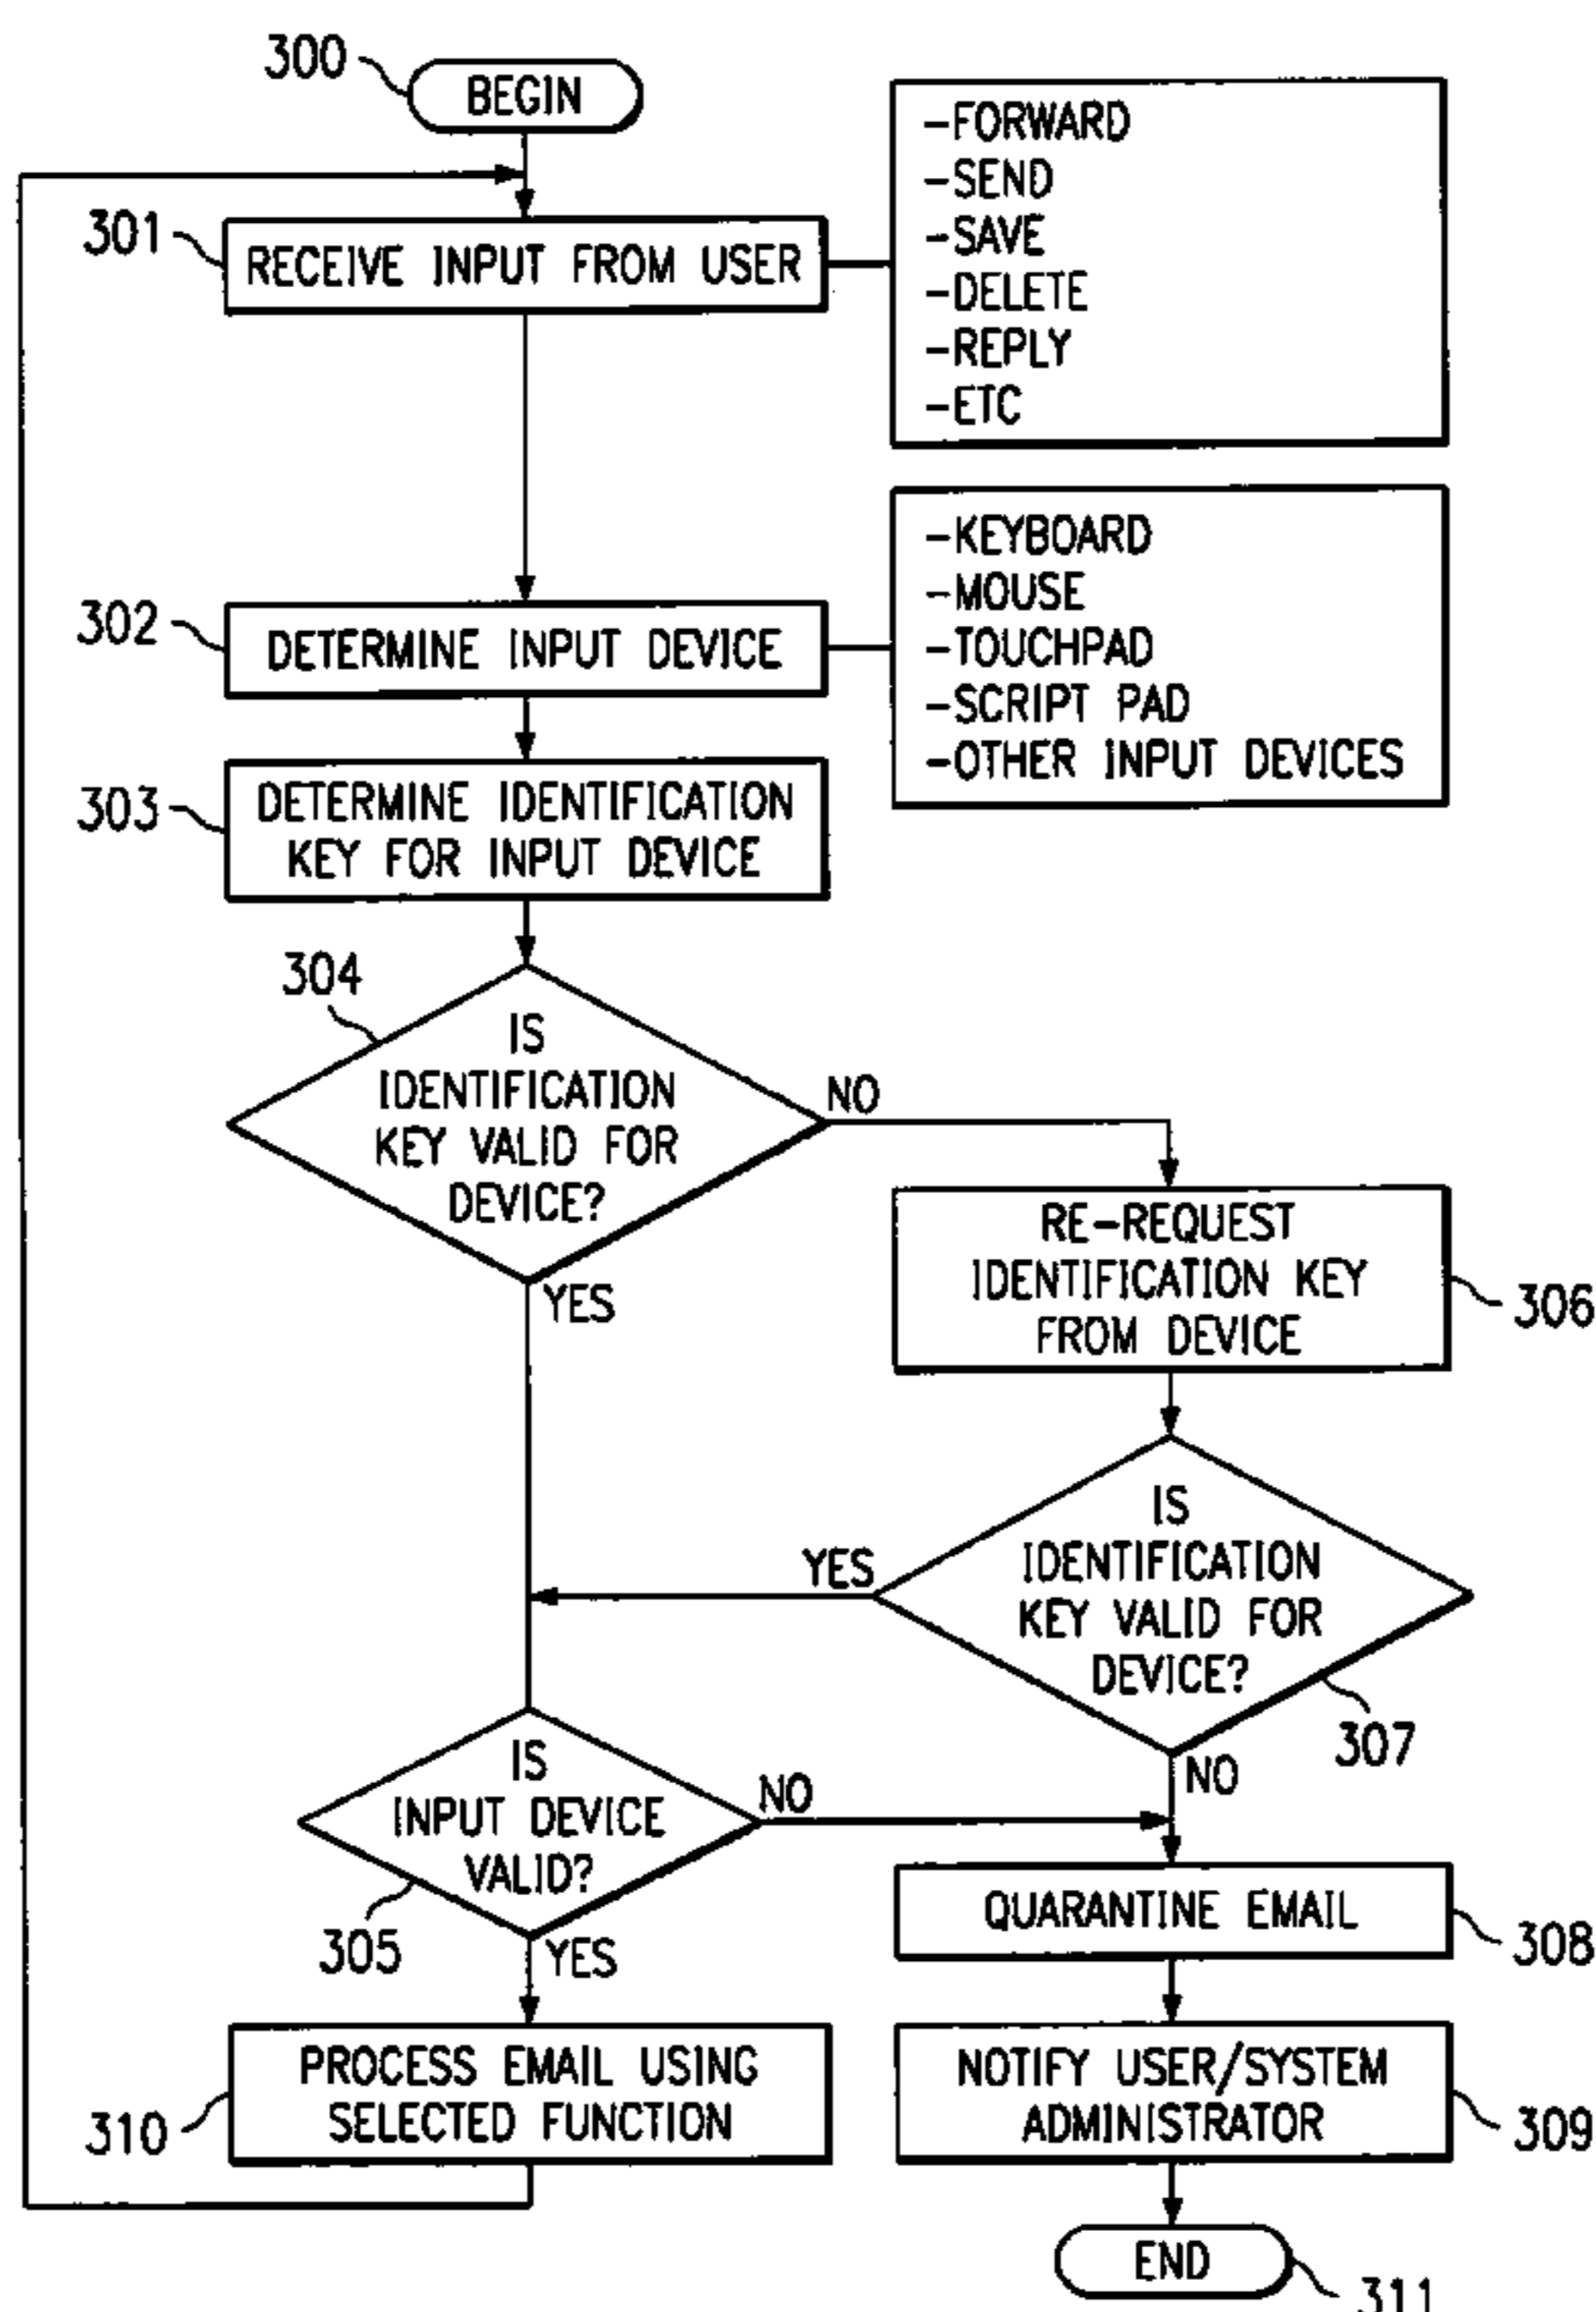 300
BEGIN
-FORWARD
-SEND
-SAVE
-DELETE
-REPLY
-ETC
301
RECEIVE INPUT FROM USER
-KEYBOARD
-MOUSE
-TOUCHPAD
-SCRIPT PAD
-OTHER INPUT DEVICES
302
DETERMINE INPUT DEVICE
303
DETERMINE IDENTIFICATION
KEY FOR INPUT DEVICE
304
IS
IDENTIFICATION
KEY VALID FOR
DEVICE?
NO
YES
RE-REQUEST
IDENTIFICATION KEY
FROM DEVICE
306
IS
IDENTIFICATION
KEY VALID FOR
DEVICE?
YES
307
NO
IS
INPUT DEVICE
VALID?
NO
305
YES
QUARANTINE EMAIL
308
PROCESS EMAIL USING
SELECTED FUNCTION
310
NOTIFY USER/SYSTEM
ADMINISTRATOR
309
END
311